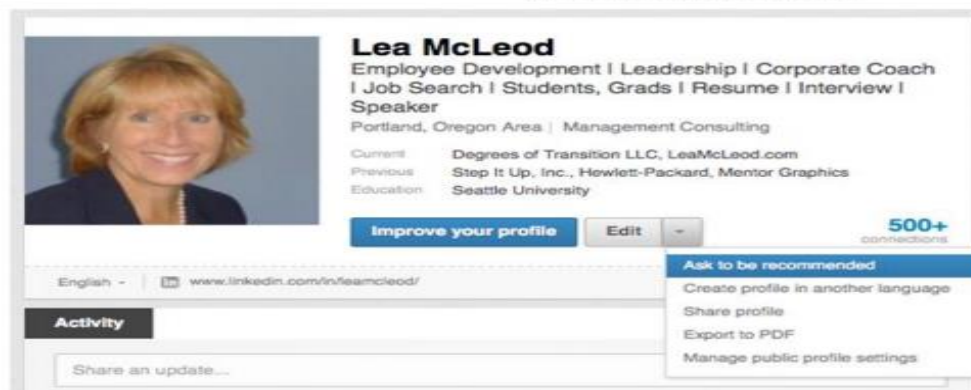 Lea McLeod
Employee Development I Leadership I Corporate Coach
I Job Search I Students, Grads I Resume I Interview I
Speaker
Portland, Oregon Area | Management Consulting
Current Degrees of Transition LLC, LeaMcLeod.com
Previous Step It Up, Inc., Hewlett-Packard, Mentor Graphics
Education Seattle University
Improve your profile Edit 500+
connections
Ask to be recommended
English www.linkedin.com/in/leamcleod/ Create profile in another language
Share profile
Activity Export to PDF
Manage public profile settings
Share an update...